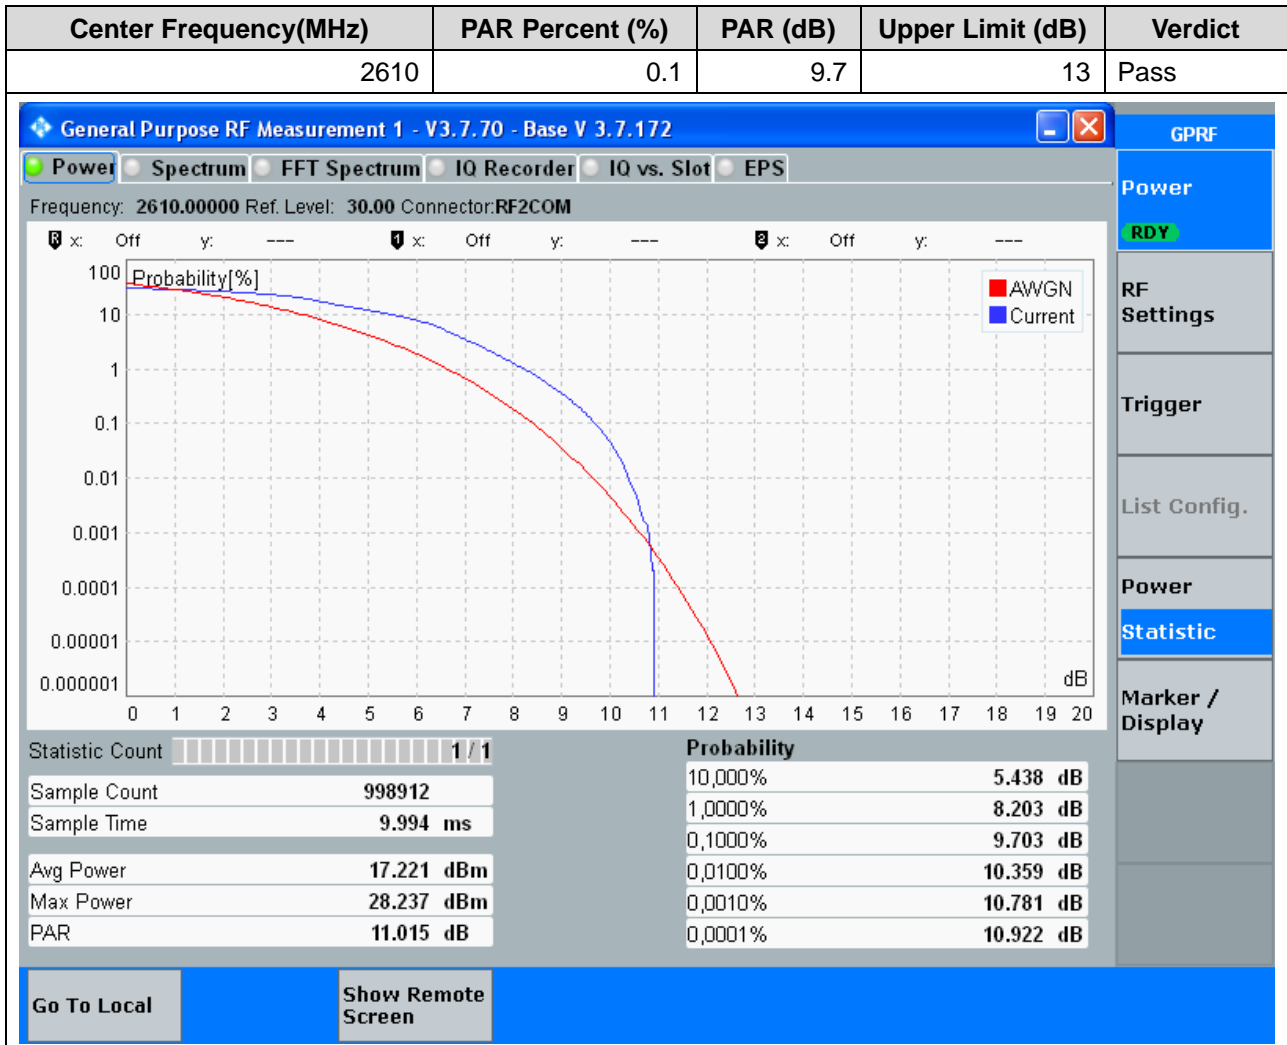 Center Frequency(MHz) PAR Percent (%) PAR (dB) Upper Limit (dB) Verdict
2610 0.1 9.7 13 Pass
General Purpose RF Measurement 1 - V3.7.70 - Base V 3.7.172
GPRF
Power Spectrum FFT Spectrum IQ Recorder IQ vs. Slot EPS
Frequency: 2610.00000 Ref. Level: 30.00 Connector:RF2COM
R x: Off y: --- 1 x: Off y: --- 2 x: Off y: ---
Probability[%]
AWGN
Current
100
10
1
0.1
0.01
0.001
0.0001
0.00001
0.000001
dB
0 1 2 3 4 5 6 7 8 9 10 11 12 13 14 15 16 17 18 19 20
Statistic Count 1 / 1
Sample Count 998912
Sample Time 9.994 ms
Avg Power 17.221 dBm
Max Power 28.237 dBm
PAR 11.015 dB
Probability
10,000% 5.438 dB
1,0000% 8.203 dB
0,1000% 9.703 dB
0,0100% 10.359 dB
0,0010% 10.781 dB
0,0001% 10.922 dB
Power
RDY
RF
Settings
Trigger
List Config.
Power
Statistic
Marker /
Display
Go To Local
Show Remote
Screen